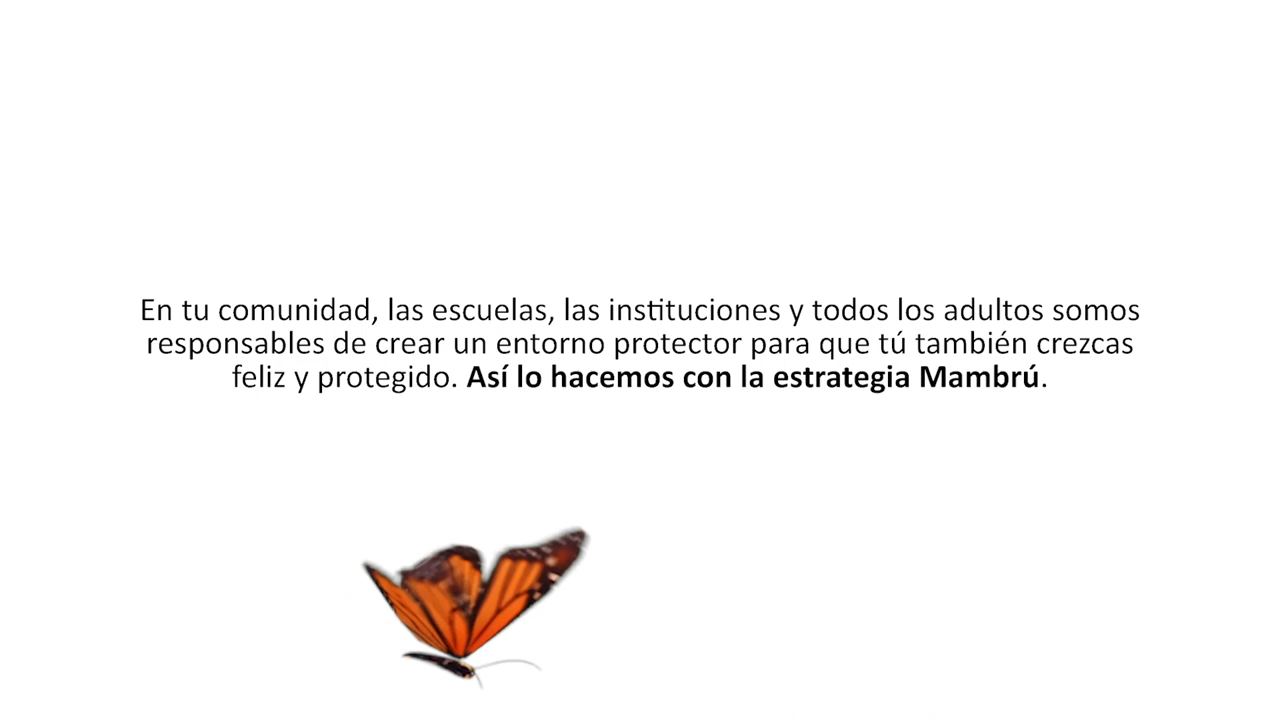 En tu comunidad, las escuelas, las instituciones y todos los adultos somos
responsables de crear un entorno protector para que tú también crezcas
feliz y protegido. Así lo hacemos con la estrategia Mambrú.